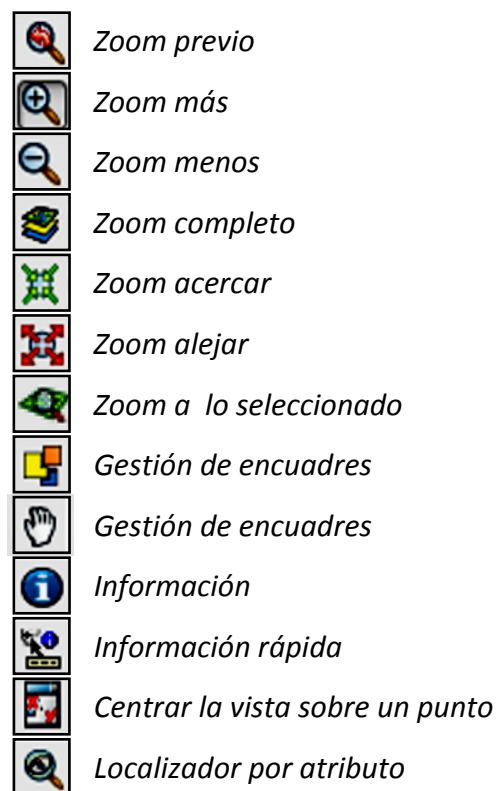 Zoom previo
Zoom más
Zoom menos
Zoom completo
Zoom acercar
Zoom alejar
Zoom a lo seleccionado
Gestión de encuadres
Gestión de encuadres
Información
Información rápida
Centrar la vista sobre un punto
Localizador por atributo